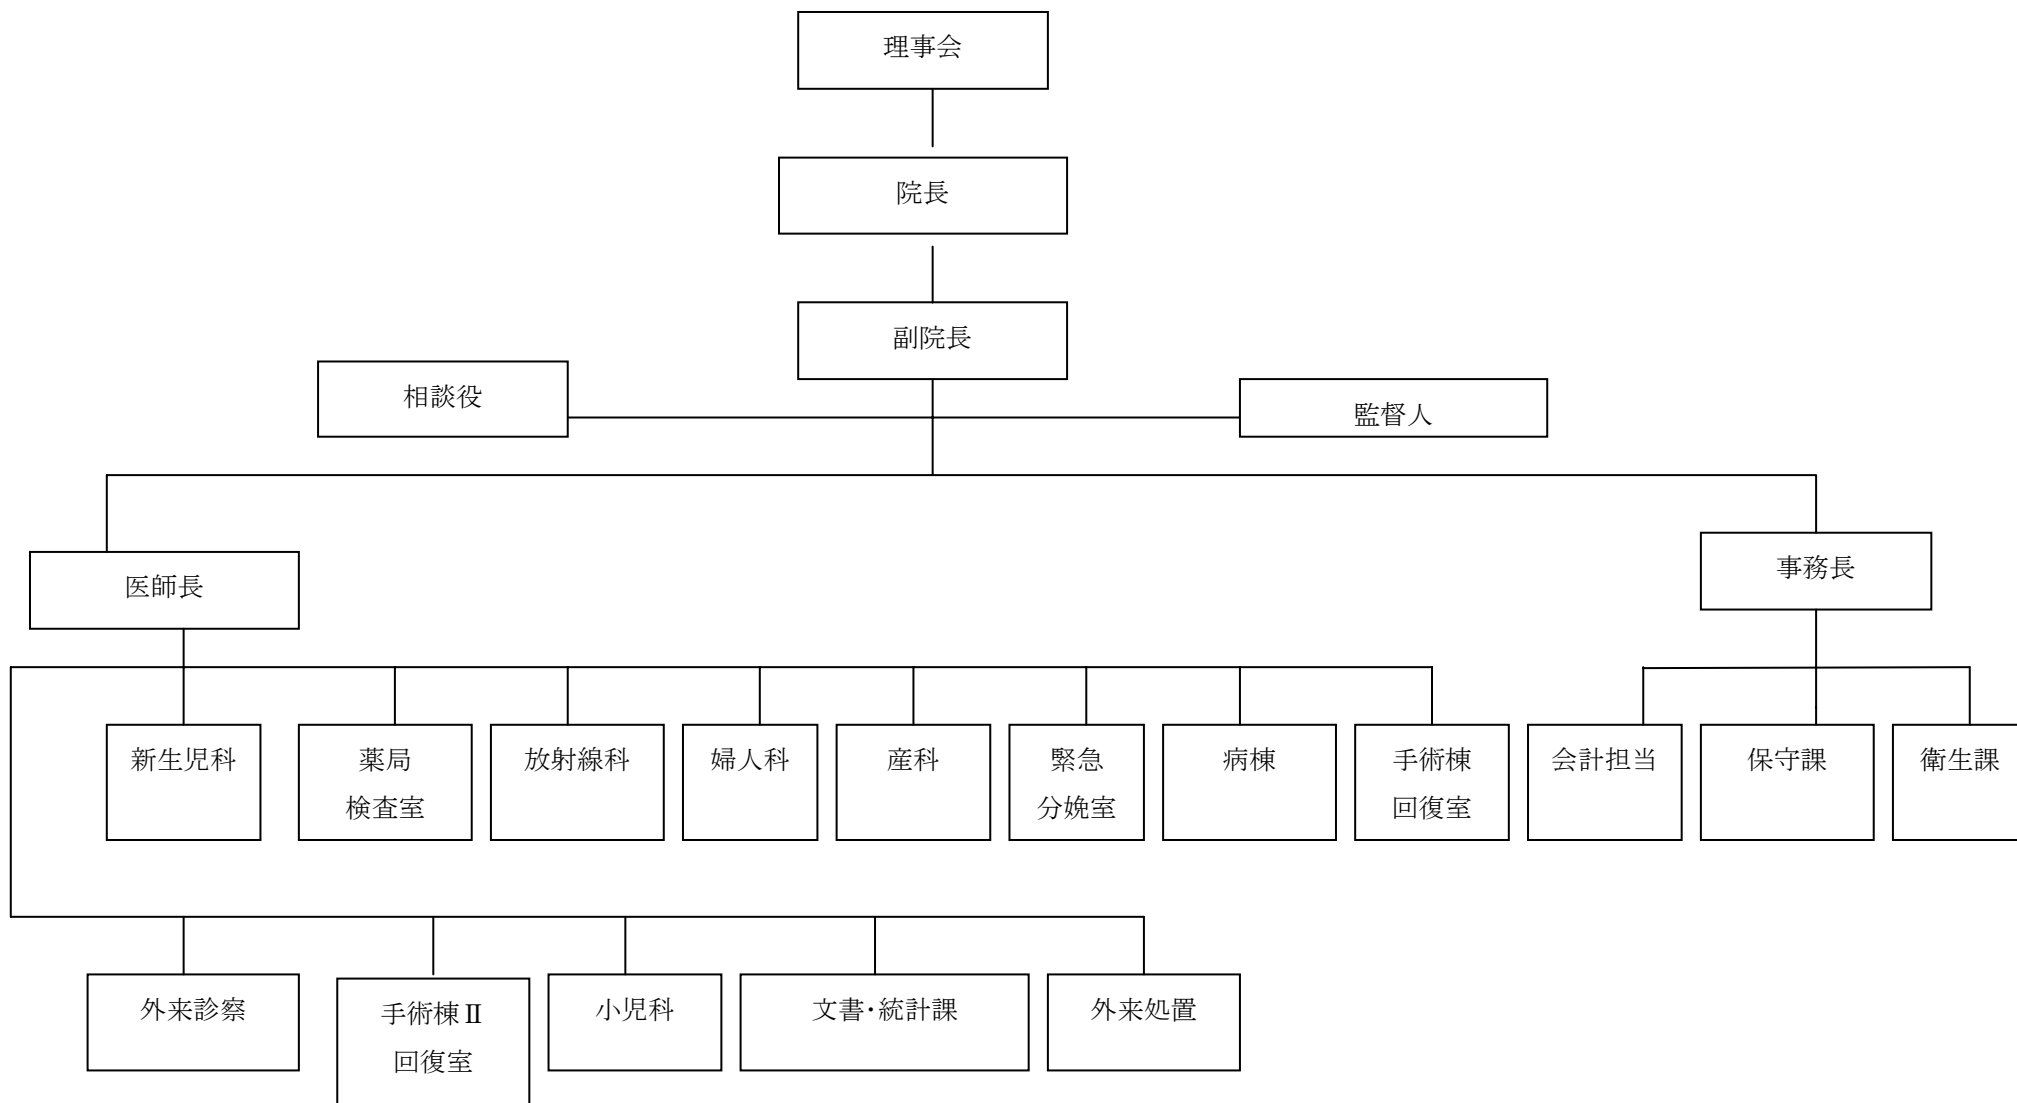 理事会
院長
副院長
相談役
監督人
医師長
事務長
新生児科
薬局
検査室
放射線科
婦人科
産科
緊急
分娩室
病棟
手術棟
回復室
会計担当
保守課
衛生課
外来診察
手術棟Ⅱ
回復室
小児科
文書・統計課
外来処置